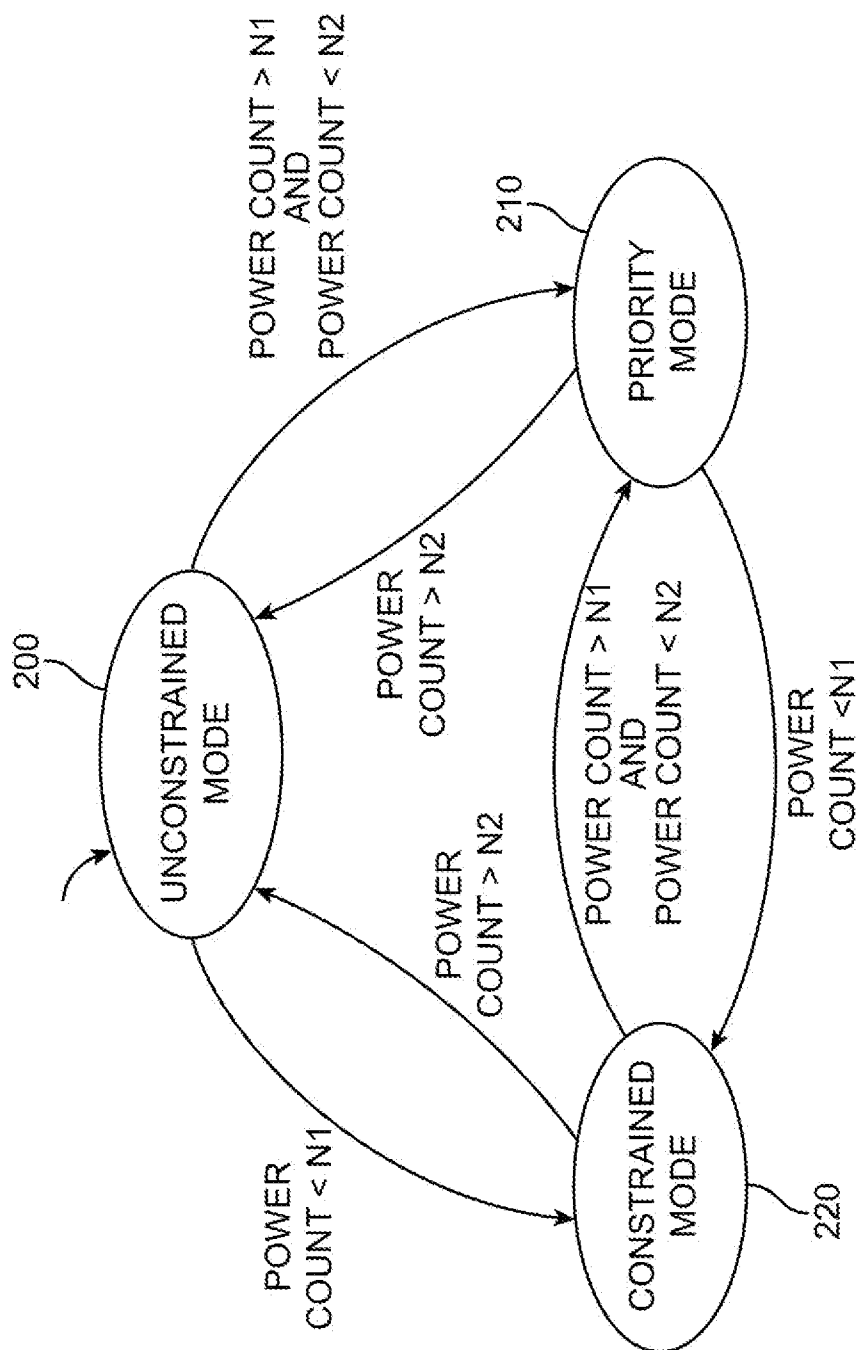 200
UNCONSTRAINED
MODE
POWER COUNT > N1
AND
POWER COUNT < N2
POWER
COUNT < N1
POWER
COUNT > N2
POWER
COUNT > N2
210
PRIORITY
MODE
POWER COUNT > N1
AND
POWER COUNT < N2
CONSTRAINED
MODE
220
POWER
COUNT <N1